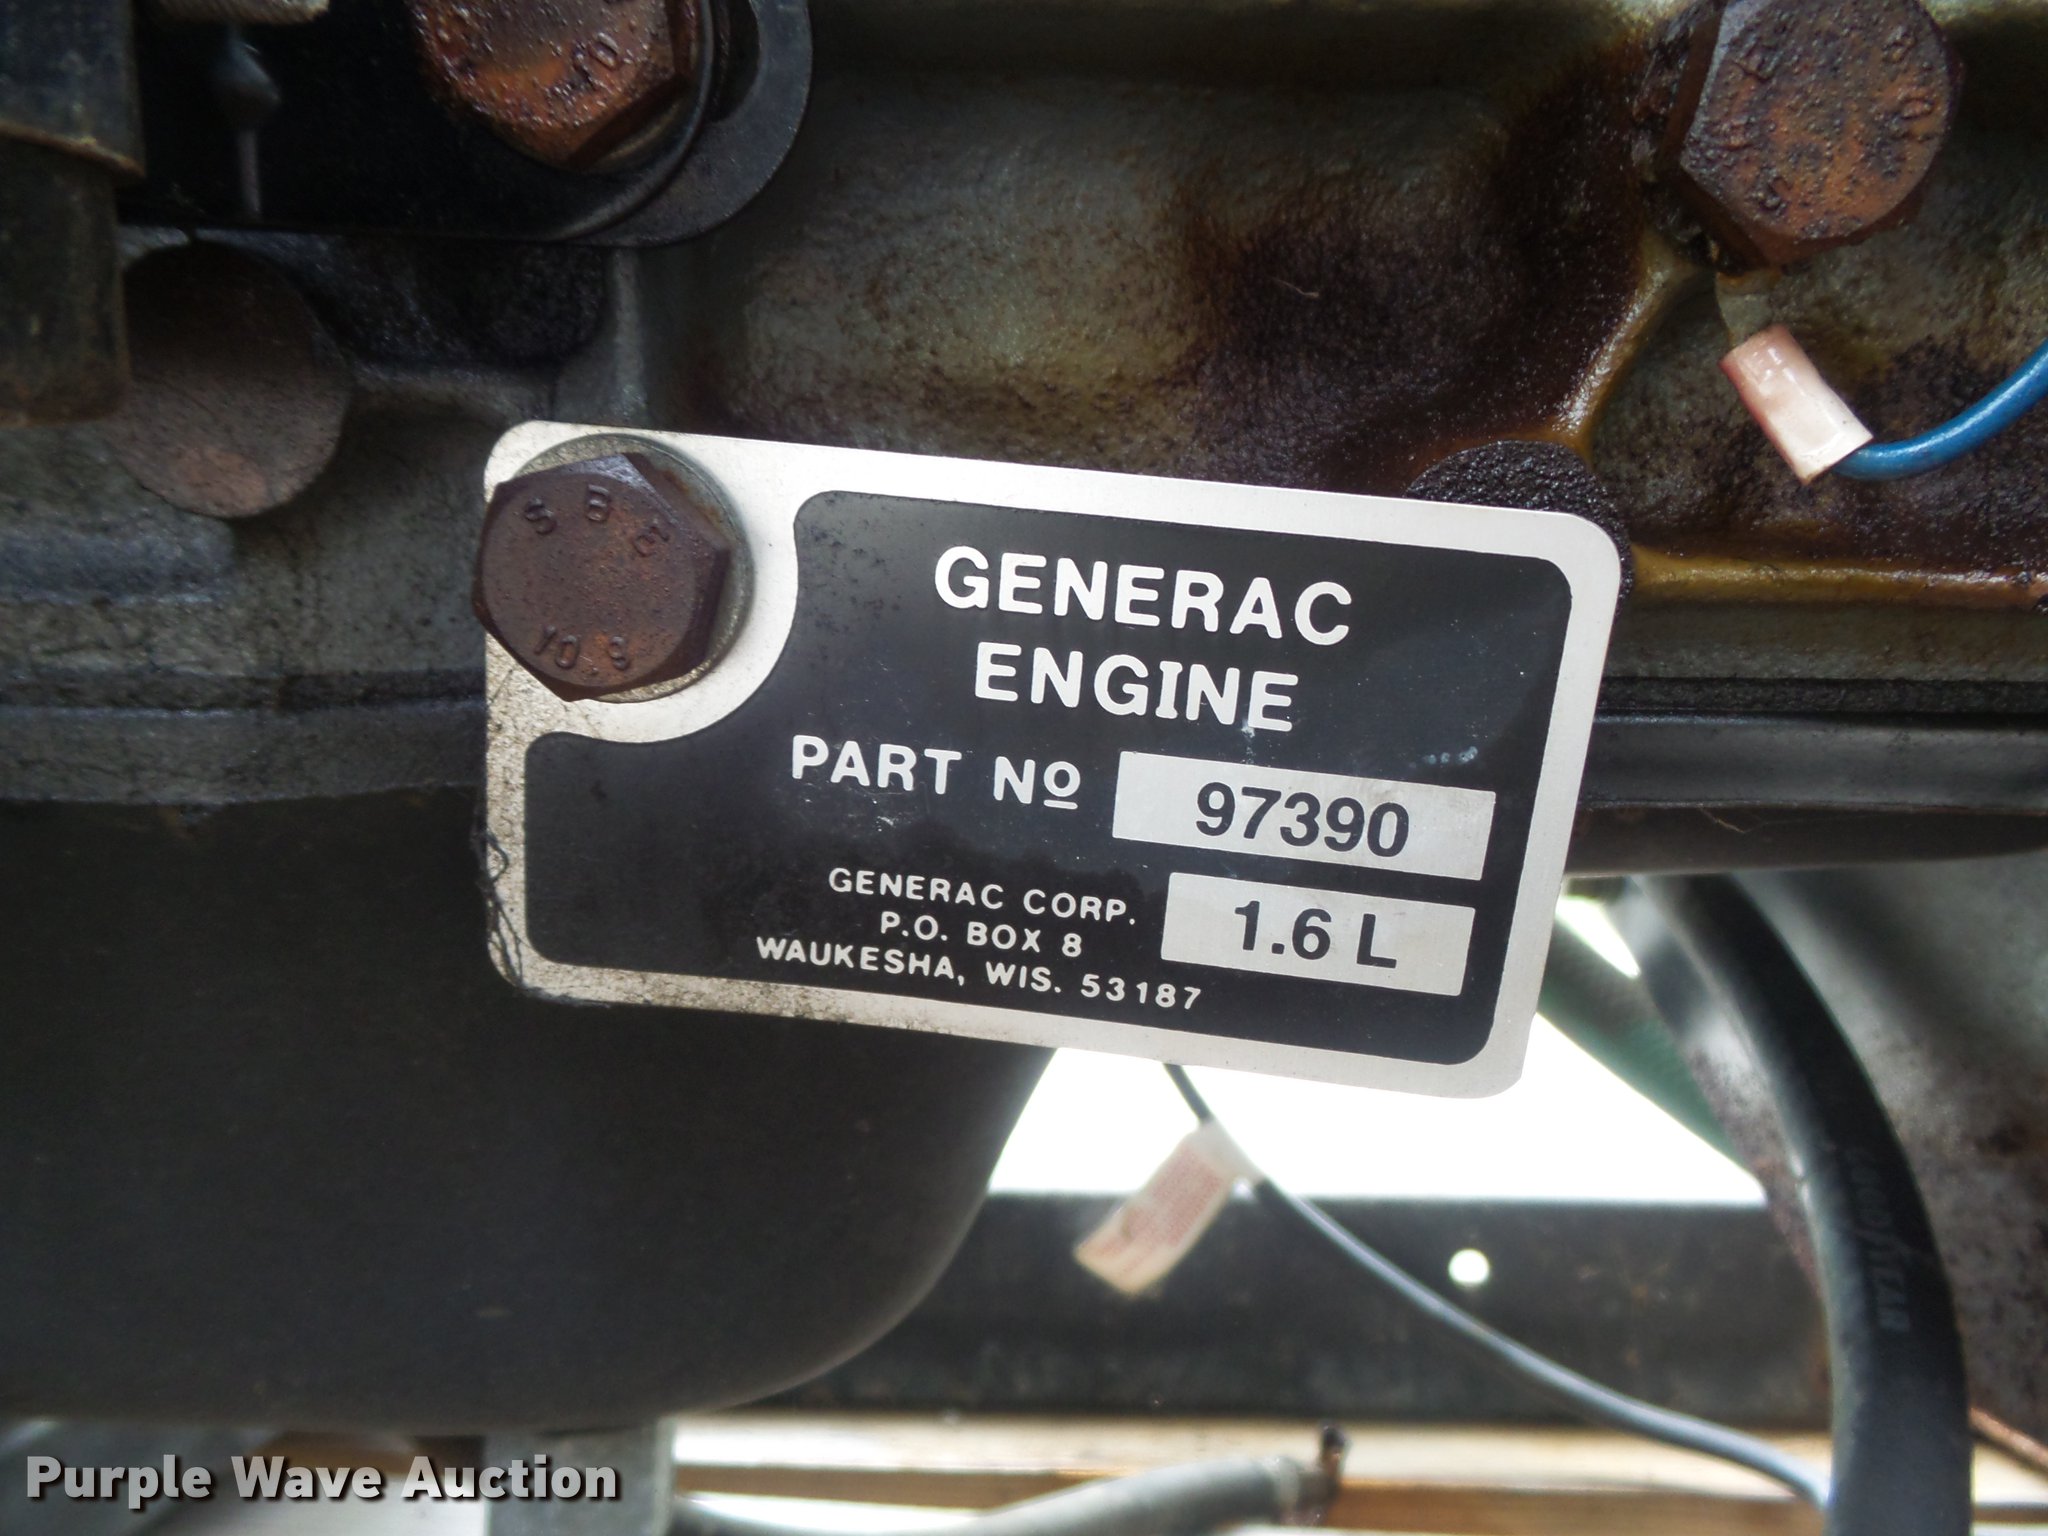 SBE
10.9
GENERAC
ENGINE
PART Nº 97390
1.6 L
GENERAC CORP.
P.O. BOX 8
WAUKESHA, WIS. 53187
Purple Wave Auction